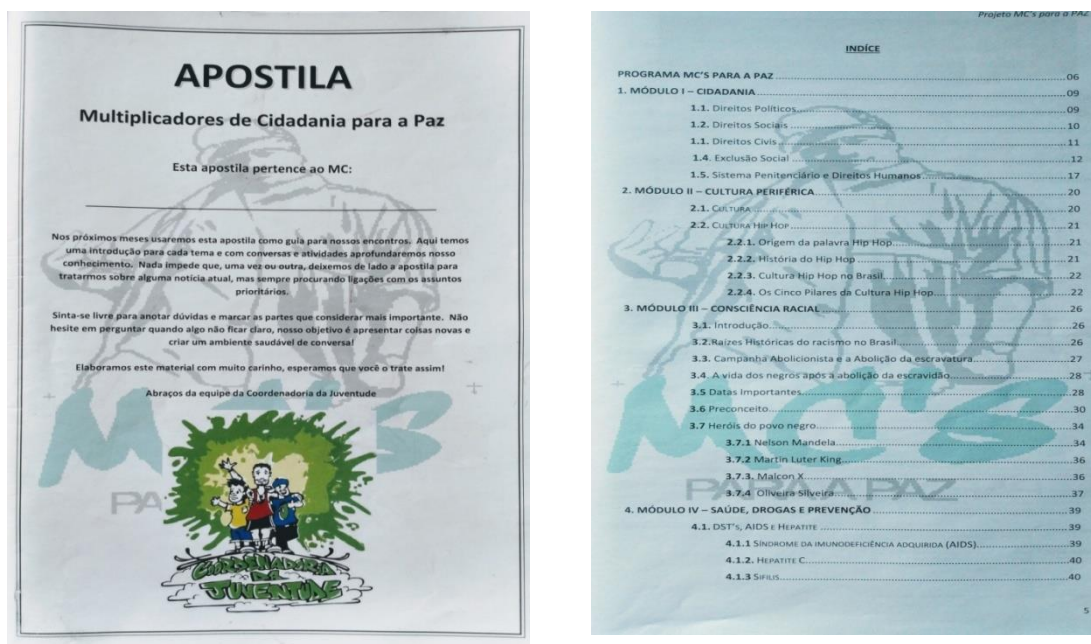 APOSTILA
Multiplicadores de Cidadania para a Paz
Esta apostila pertence ao MC:
Nos próximos meses usaremos esta apostila como guia para nossos encontros. Aqui temos
uma introdução para cada tema e com conversas e atividades aprofundaremos nosso
conhecimento. Nada impede que, uma vez ou outra, deixemos de lado a apostila para
tratarmos sobre alguma notícia atual, mas sempre procurando ligações com os assuntos
prioritários.
Sinta-se livre para anotar dúvidas e marcar as partes que considerar mais importante. Não
hesite em perguntar quando algo não ficar claro, nosso objetivo é apresentar coisas novas e
criar um ambiente saudável de conversa!
Elaboramos este material com muito carinho, esperamos que você o trate assim!
Abraços da equipe da Coordenadoria da Juventude
PA
COORDENADORIA
DA
JUVENTUDE
Projeto MC's para a PAZ
INDÍCE
PROGRAMA MC'S PARA A PAZ 06
1. MÓDULO I – CIDADANIA 09
1.1. Direitos Políticos 09
1.2. Direitos Sociais 10
1.1. Direitos Civis 11
1.4. Exclusão Social 12
1.5. Sistema Penitenciário e Direitos Humanos 17
2. MÓDULO II – CULTURA PERIFÉRICA 20
2.1. CULTURA 20
2.2. CULTURA HIP HOP 21
2.2.1. Origem da palavra Hip Hop 21
2.2.2. História do Hip Hop 21
2.2.3. Cultura Hip Hop no Brasil 22
2.2.4. Os Cinco Pilares da Cultura Hip Hop 22
3. MÓDULO III – CONSCIÊNCIA RACIAL 26
3.1. Introdução 26
3.2.Raízes Históricas do racismo no Brasil 26
3.3. Campanha Abolicionista e a Abolição da escravatura 27
3.4. A vida dos negros após a abolição da escravidão 28
3.5 Datas Importantes 28
3.6 Preconceito 30
3.7 Heróis do povo negro 34
3.7.1 Nelson Mandela 34
3.7.2 Martin Luter King 36
3.7.3. Malcon X 36
3.7.4 Oliveira Silveira 37
4. MÓDULO IV – SAÚDE, DROGAS E PREVENÇÃO 39
4.1. DST's, AIDS E HEPATITE 39
4.1.1 SÍNDROME DA IMUNODEFICIÊNCIA ADQUIRIDA (AIDS) 39
4.1.2. HEPATITE C 40
4.1.3 SIFILIS 40
MC'S
PARA A PAZ
5